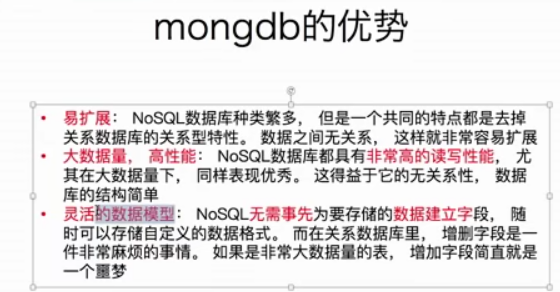 mongdb的优势
• 易扩展： NoSQL数据库种类繁多， 但是一个共同的特点都是去掉
关系数据库的关系型特性。 数据之间无关系， 这样就非常容易扩展
• 大数据量， 高性能： NoSQL数据库都具有非常高的读写性能， 尤
其在大数据量下， 同样表现优秀。 这得益于它的无关系性， 数据
库的结构简单
• 灵活的数据模型： NoSQL无需事先为要存储的数据建立字段， 随
时可以存储自定义的数据格式。 而在关系数据库里， 增删字段是一
件非常麻烦的事情。 如果是非常大数据量的表， 增加字段简直就是
一个噩梦